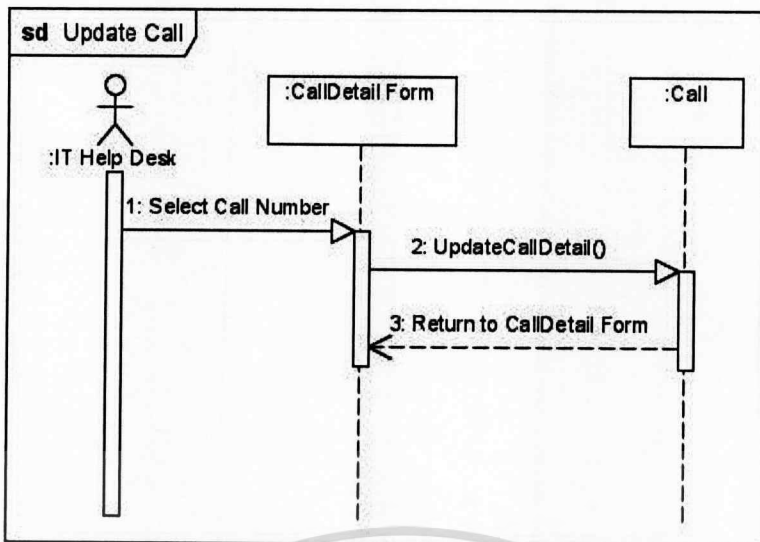 sd Update Call
:CallDetail Form
:Call
:IT Help Desk
1: Select Call Number
2: UpdateCallDetail()
3: Return to CallDetail Form